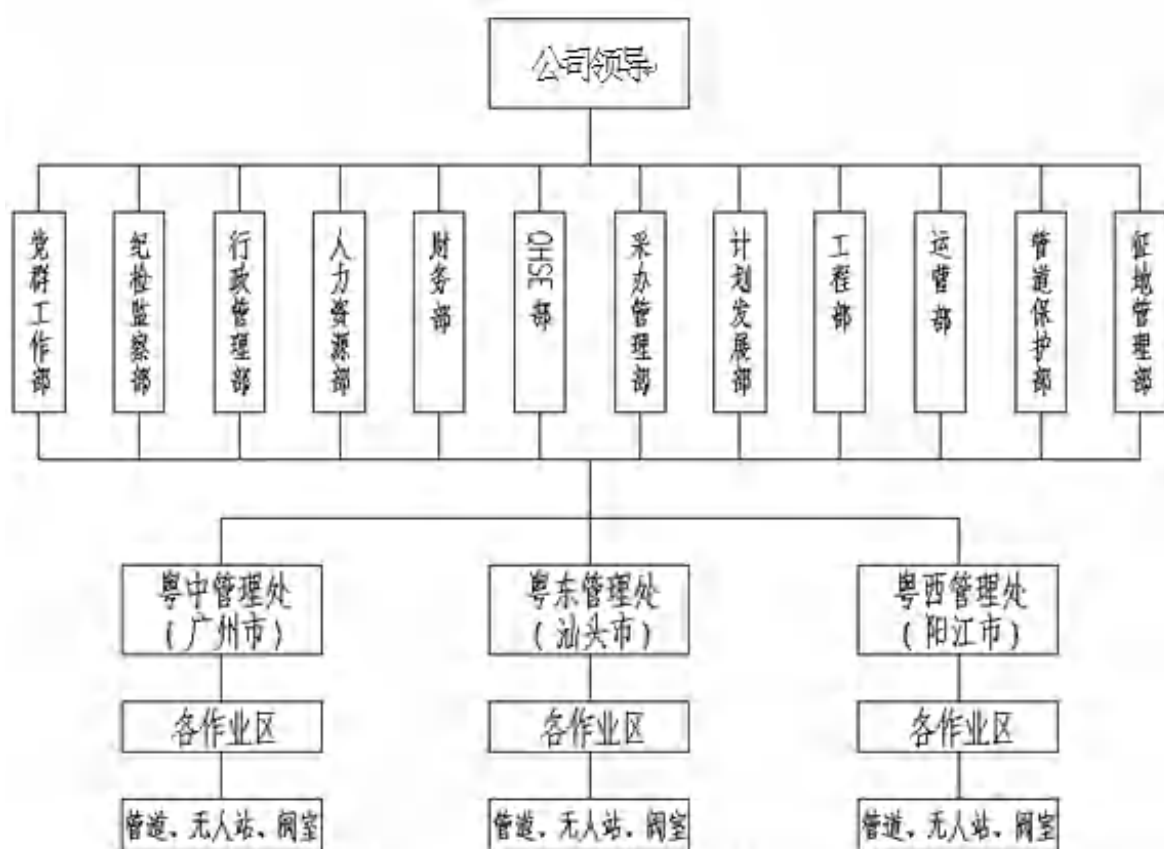 公司领导
党群工作部
纪检监察部
行政管理部
人力资源部
财务部
QHSE部
采办管理部
计划发展部
工程部
运营部
管道保护部
征地管理部
粤中管理处
（广州市）
粤东管理处
（汕头市）
粤西管理处
（阳江市）
各作业区
各作业区
各作业区
管道、无人站、阀室
管道、无人站、阀室
管道、无人站、阀室